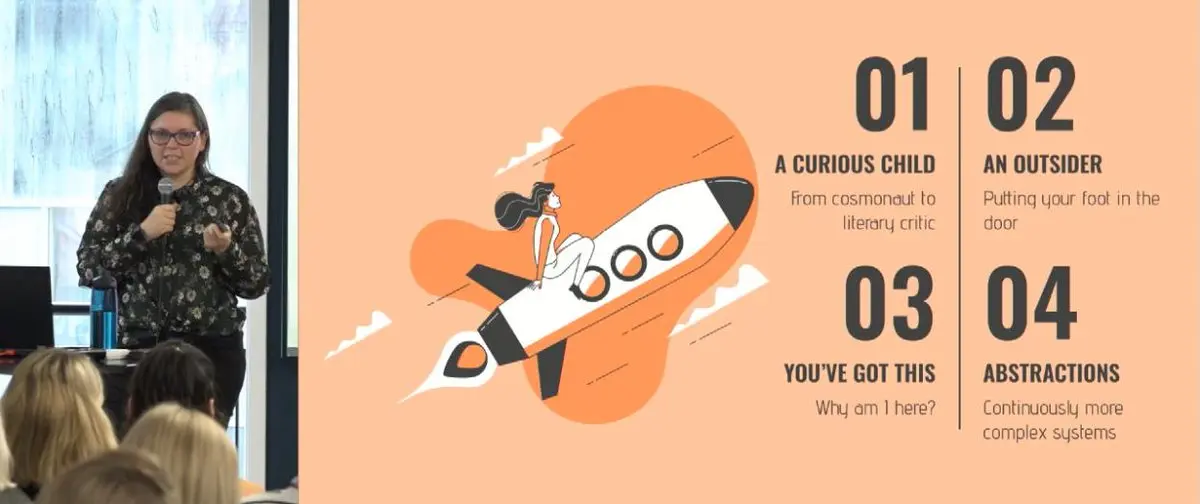 01
A CURIOUS CHILD
From cosmonaut to
literary critic
02
AN OUTSIDER
Putting your foot in the
door
03
YOU'VE GOT THIS
Why am I here?
04
ABSTRACTIONS
Continuously more
complex systems